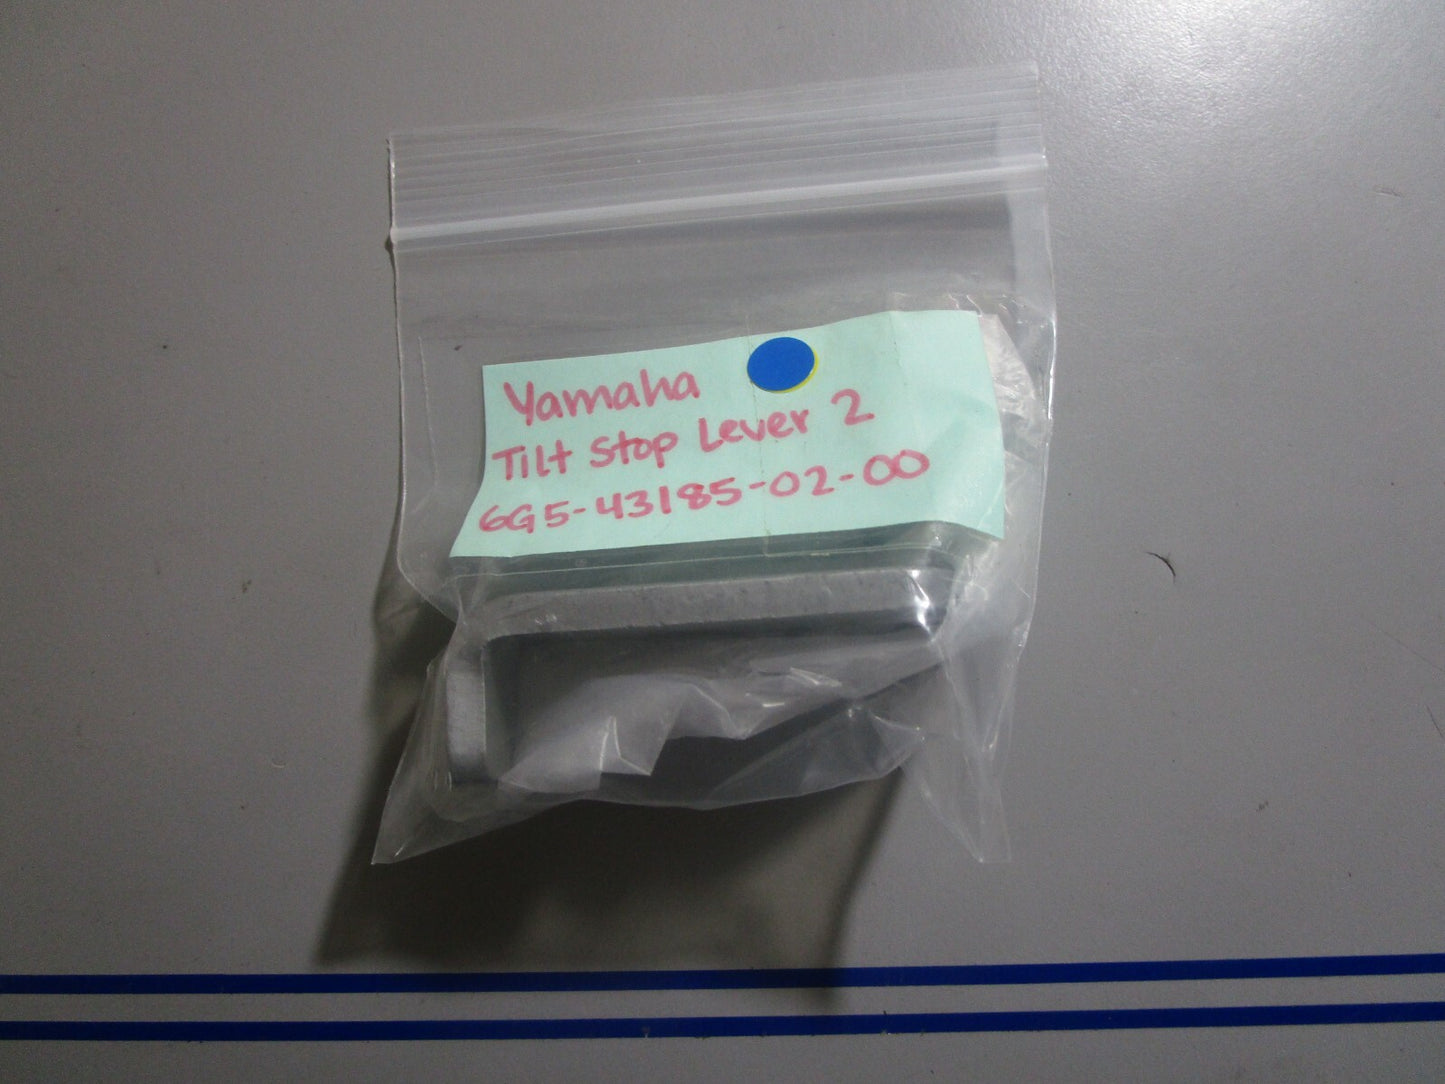 Yamaha
Tilt Stop Lever 2
6G5-43185-02-00